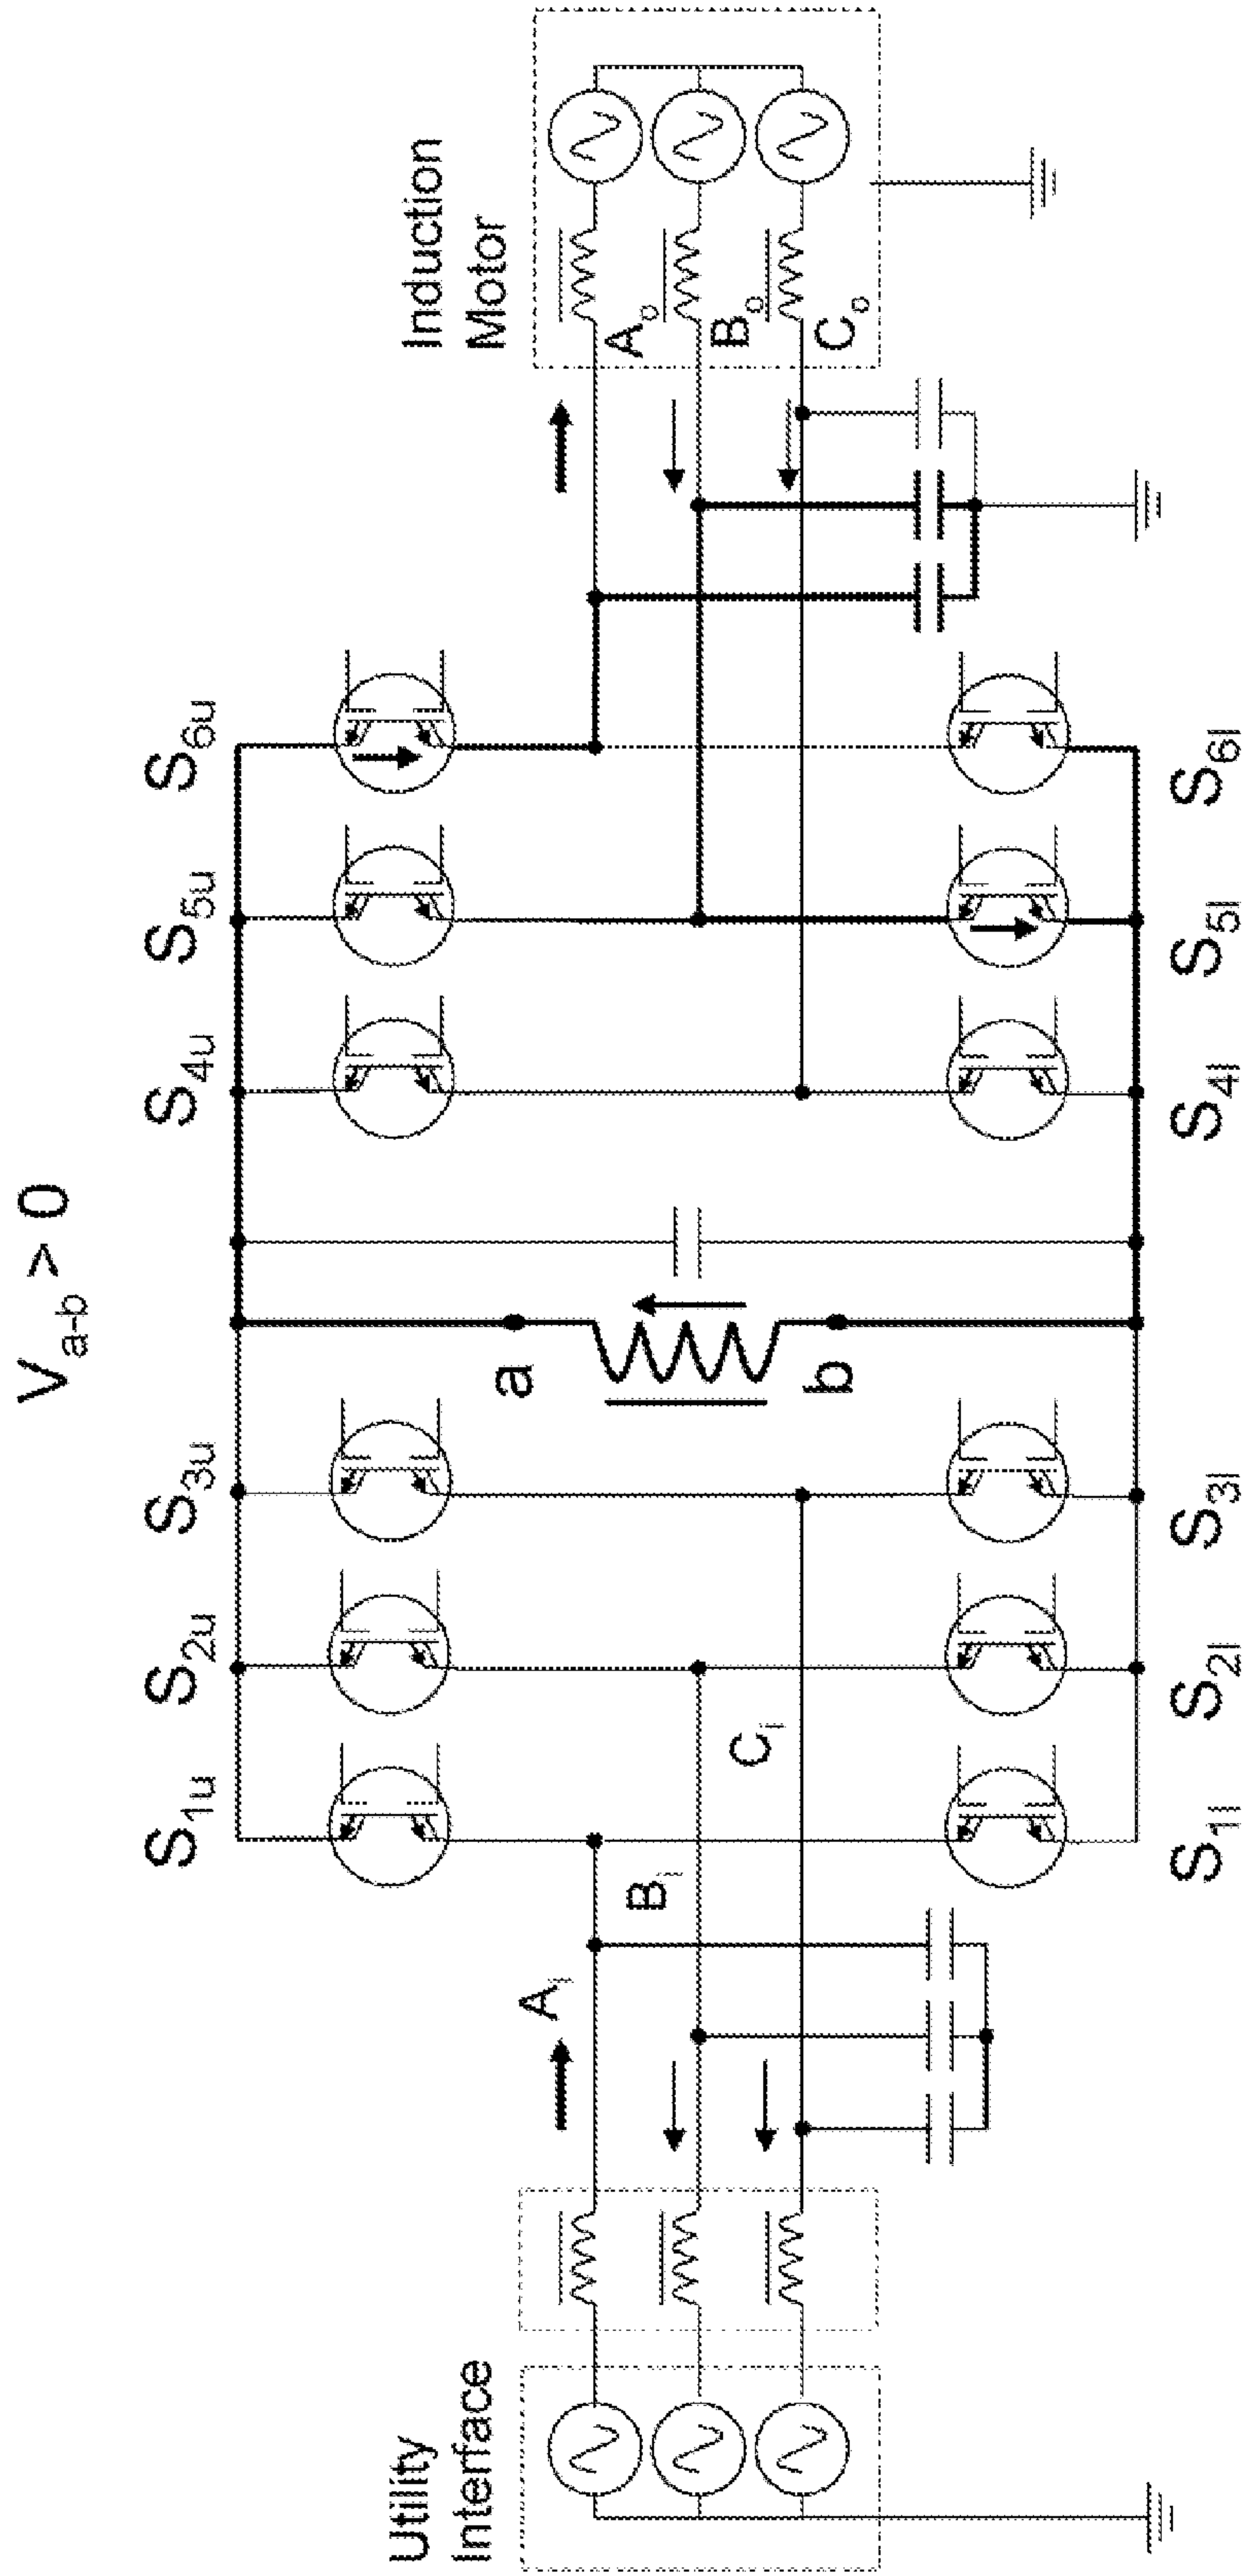 V_a-b > 0
S_1u
S_2u
S_3u
S_4u
S_5u
S_6u
Utility
Interface
Induction
Motor
A_i
B_i
C_i
a
b
A_o
B_o
C_o
S_1l
S_2l
S_3l
S_4l
S_5l
S_6l